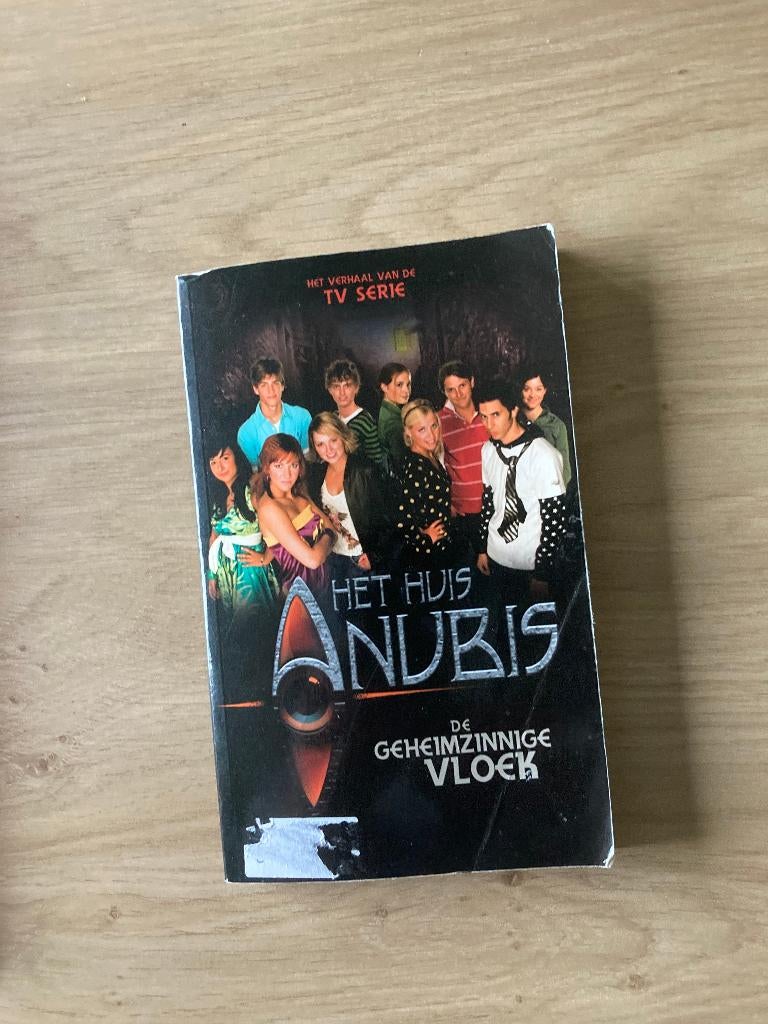 HET VERHAAL VAN DE
TV SERIE
HET HUIS
ANUBIS
DE
GEHEIMZINNIGE
VLOEK